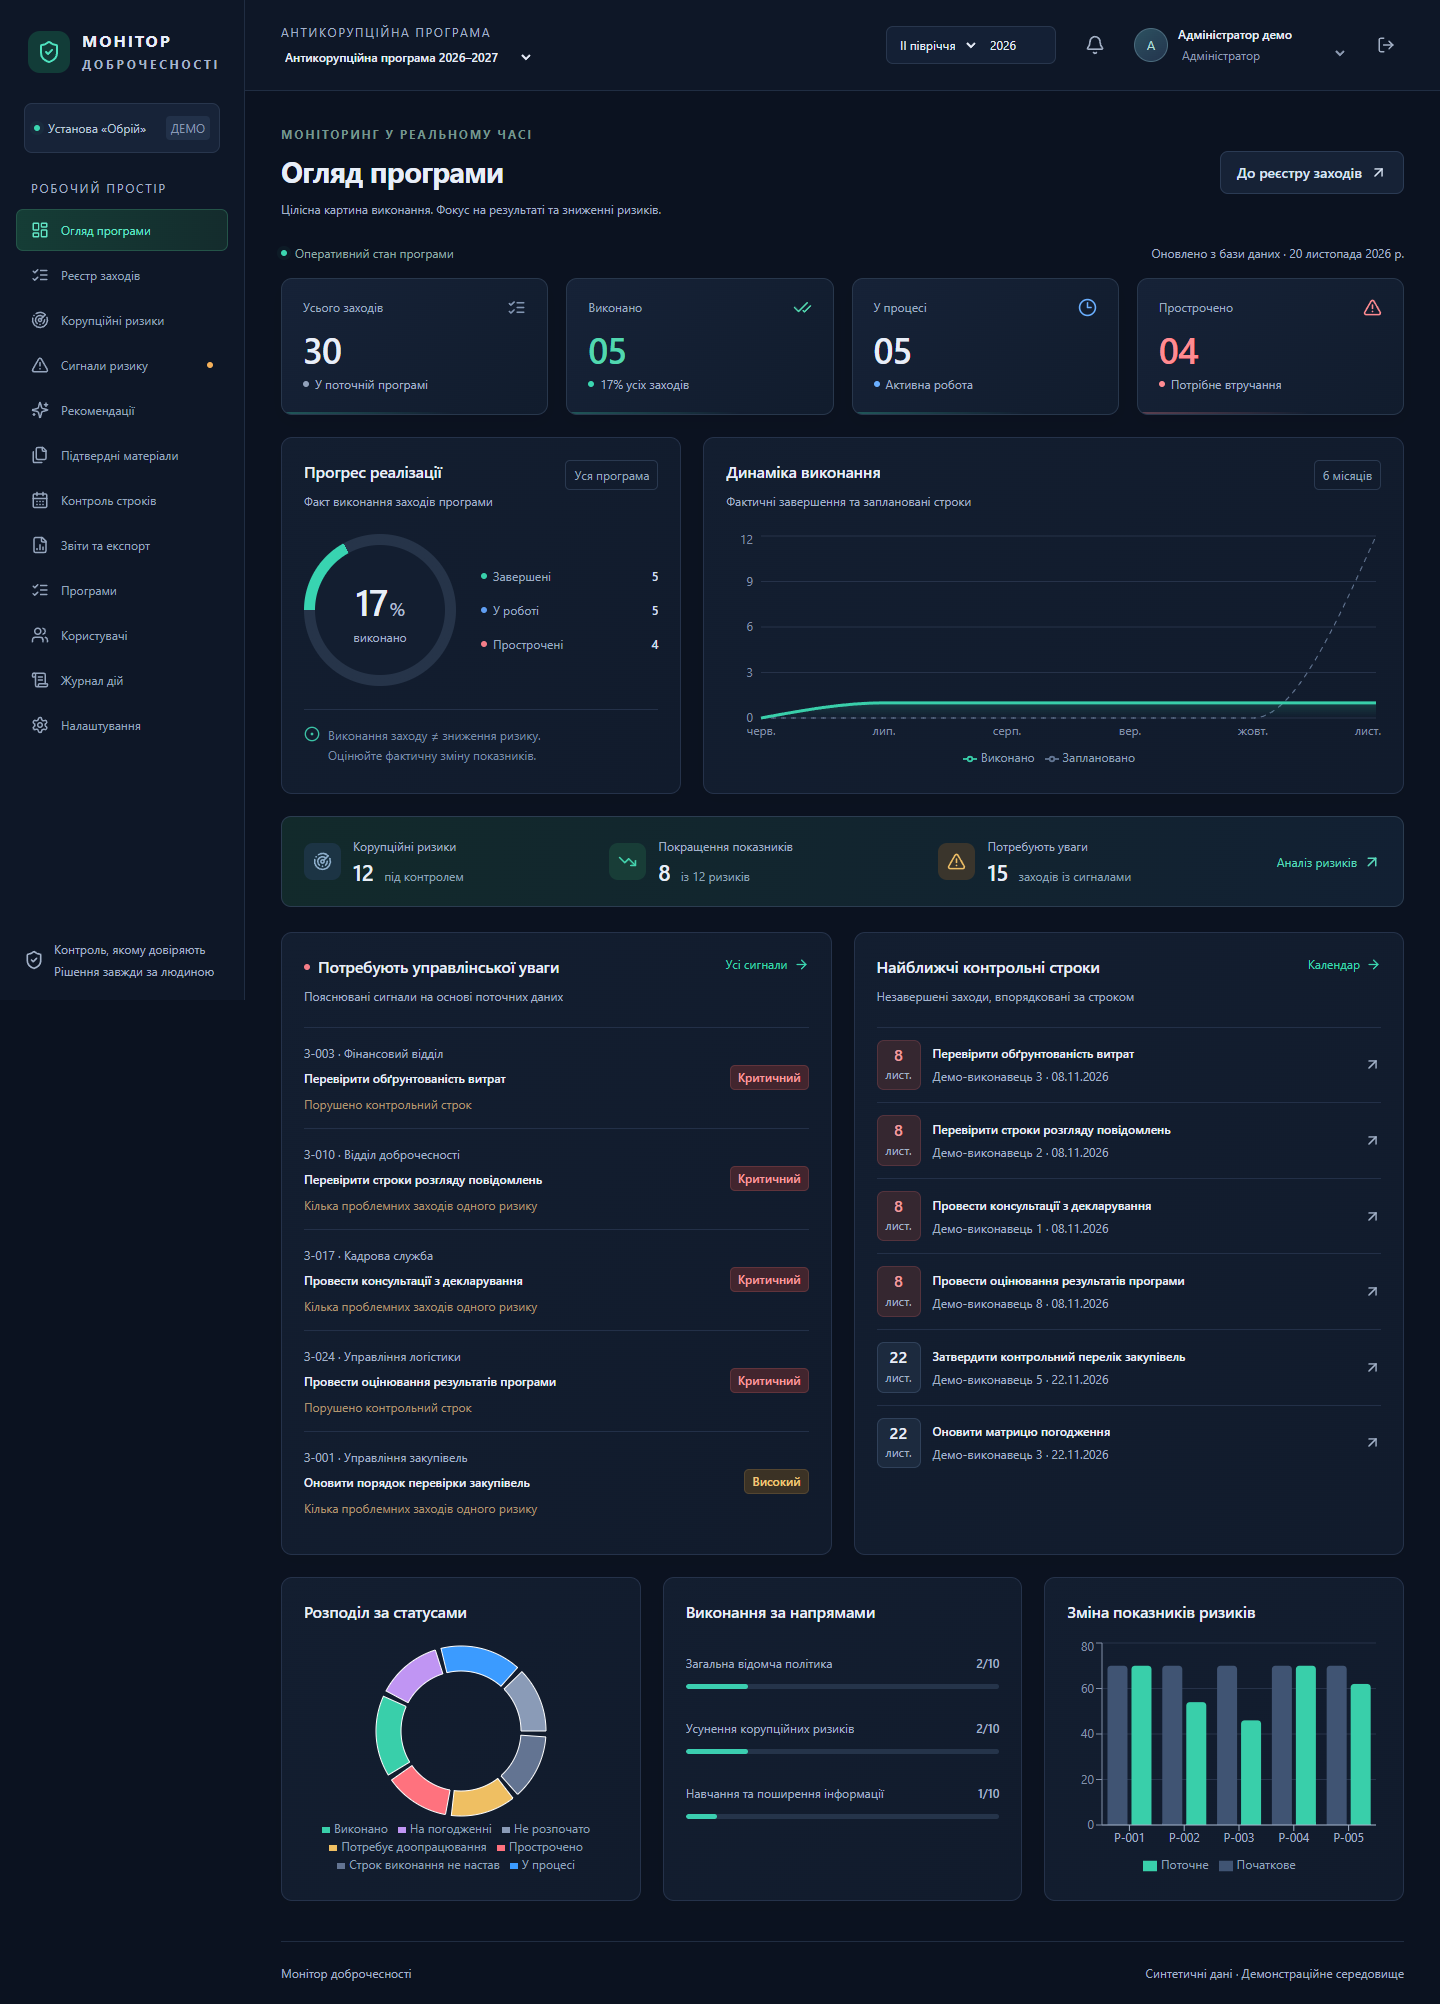 МОНІТОР
ДОБРОЧЕСНОСТІ
Установа «Обрій» ДЕМО
РОБОЧИЙ ПРОСТІР
Огляд програми
Реєстр заходів
Корупційні ризики
Сигнали ризику
Рекомендації
Підтвердні матеріали
Контроль строків
Звіти та експорт
Програми
Користувачі
Журнал дій
Налаштування
Контроль, якому довіряють
Рішення завжди за людиною
АНТИКОРУПЦІЙНА ПРОГРАМА
Антикорупційна програма 2026–2027
II півріччя 2026
А
Адміністратор демо
Адміністратор
МОНІТОРИНГ У РЕАЛЬНОМУ ЧАСІ
Огляд програми
Цілісна картина виконання. Фокус на результаті та зниженні ризиків.
До реєстру заходів
Оперативний стан програми
Оновлено з бази даних · 20 листопада 2026 р.
Усього заходів
30
У поточній програмі
Виконано
05
17% усіх заходів
У процесі
05
Активна робота
Прострочено
04
Потрібне втручання
Прогрес реалізації
Уся програма
Факт виконання заходів програми
17%
виконано
Завершені 5
У роботі 5
Прострочені 4
Виконання заходу ≠ зниження ризику.
Оцінюйте фактичну зміну показників.
Динаміка виконання
6 місяців
Фактичні завершення та заплановані строки
12
9
6
3
0
черв. лип. серп. вер. жовт. лист.
Виконано Заплановано
Корупційні ризики
12 під контролем
Покращення показників
8 із 12 ризиків
Потребують уваги
15 заходів із сигналами
Аналіз ризиків
Потребують управлінської уваги
Усі сигнали
Пояснювані сигнали на основі поточних даних
З-003 · Фінансовий відділ
Перевірити обґрунтованість витрат
Порушено контрольний строк
Критичний
З-010 · Відділ доброчесності
Перевірити строки розгляду повідомлень
Кілька проблемних заходів одного ризику
Критичний
З-017 · Кадрова служба
Провести консультації з декларування
Кілька проблемних заходів одного ризику
Критичний
З-024 · Управління логістики
Провести оцінювання результатів програми
Порушено контрольний строк
Критичний
З-001 · Управління закупівель
Оновити порядок перевірки закупівель
Кілька проблемних заходів одного ризику
Високий
Найближчі контрольні строки
Календар
Незавершені заходи, впорядковані за строком
8
лист.
Перевірити обґрунтованість витрат
Демо-виконавець 3 · 08.11.2026
8
лист.
Перевірити строки розгляду повідомлень
Демо-виконавець 2 · 08.11.2026
8
лист.
Провести консультації з декларування
Демо-виконавець 1 · 08.11.2026
8
лист.
Провести оцінювання результатів програми
Демо-виконавець 8 · 08.11.2026
22
лист.
Затвердити контрольний перелік закупівель
Демо-виконавець 5 · 22.11.2026
22
лист.
Оновити матрицю погодження
Демо-виконавець 3 · 22.11.2026
Розподіл за статусами
Виконано На погодженні Не розпочато
Потребує доопрацювання Прострочено
Строк виконання не настав У процесі
Виконання за напрямами
Загальна відомча політика 2/10
Усунення корупційних ризиків 2/10
Навчання та поширення інформації 1/10
Зміна показників ризиків
80
60
40
20
0
Р-001 Р-002 Р-003 Р-004 Р-005
Поточне Початкове
Монітор доброчесності
Синтетичні дані · Демонстраційне середовище